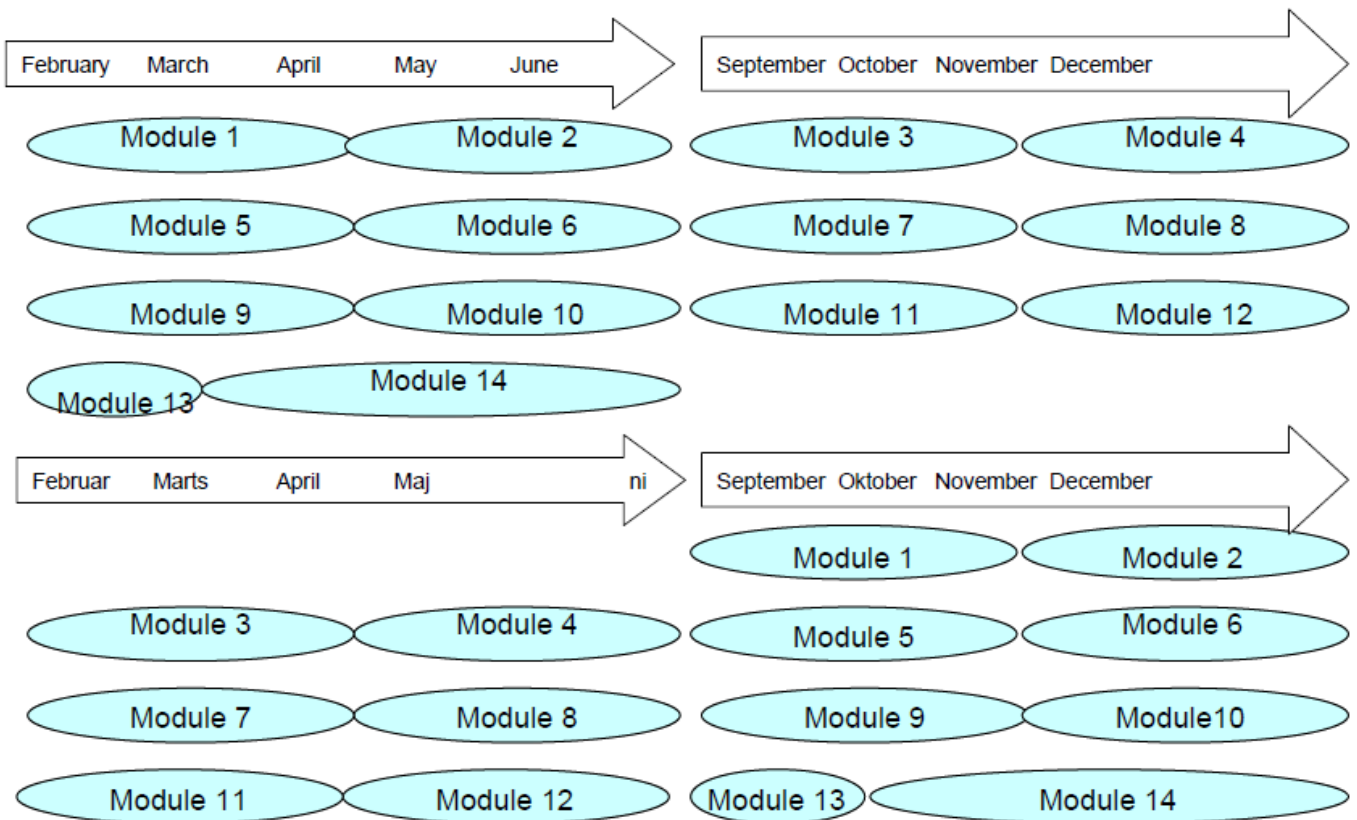 February March April May June September October November December
Module 1 Module 2 Module 3 Module 4
Module 5 Module 6 Module 7 Module 8
Module 9 Module 10 Module 11 Module 12
Module 13 Module 14
Februar Marts April Maj ni September Oktober November December
Module 1 Module 2
Module 3 Module 4 Module 5 Module 6
Module 7 Module 8 Module 9 Module10
Module 11 Module 12 Module 13 Module 14